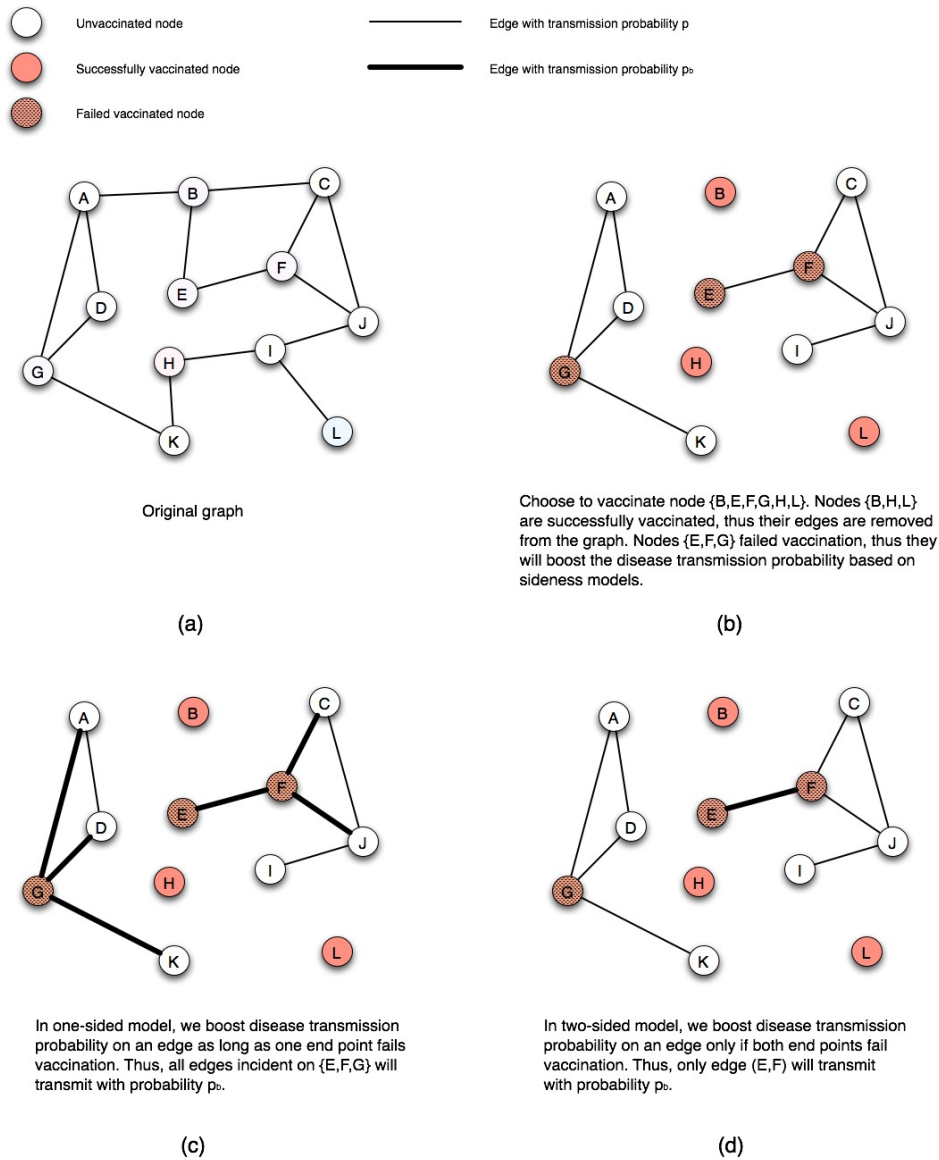 Unvaccinated node
Edge with transmission probability p
Successfully vaccinated node
Edge with transmission probability pb
Failed vaccinated node
A
B
C
D
E
F
G
H
I
J
K
L
Original graph
(a)
A
B
C
D
E
F
G
H
I
J
K
L
Choose to vaccinate node {B,E,F,G,H,L}. Nodes {B,H,L}
are successfully vaccinated, thus their edges are removed
from the graph. Nodes {E,F,G} failed vaccination, thus they
will boost the disease transmission probability based on
sideness models.
(b)
A
B
C
D
E
F
G
H
I
J
K
L
In one-sided model, we boost disease transmission
probability on an edge as long as one end point fails
vaccination. Thus, all edges incident on {E,F,G} will
transmit with probability pb.
(c)
A
B
C
D
E
F
G
H
I
J
K
L
In two-sided model, we boost disease transmission
probability on an edge only if both end points fail
vaccination. Thus, only edge (E,F) will transmit
with probability pb.
(d)